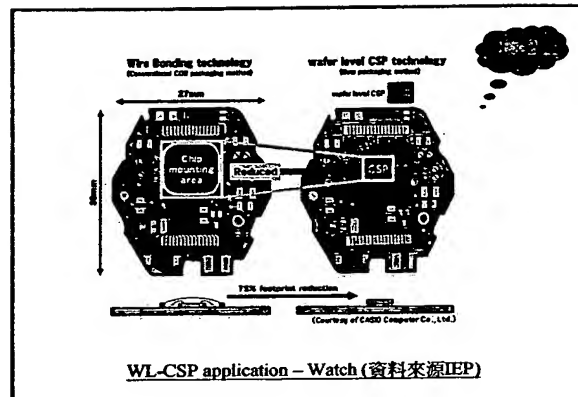 Wire Bonding technology
(Conventional COB packaging method)
27mm
wafer level CSP technology
(New packaging method)
wafer level CSP
Chip
mounting
area
Reduced
CSP
75% footprint reduction
(Courtesy of CASIO Computer Co.,Ltd.)
WL-CSP application – Watch (資料來源IEP)